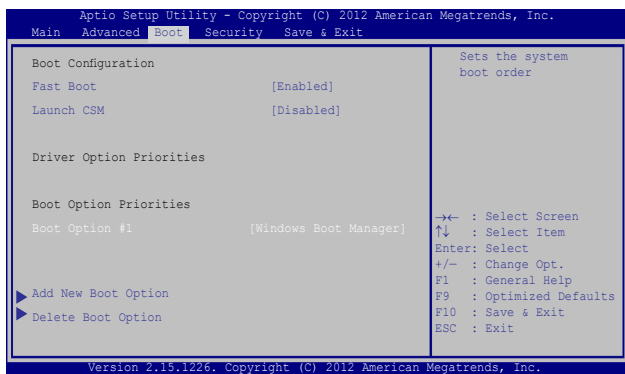 Aptio Setup Utility - Copyright (C) 2012 American Megatrends, Inc.
Main Advanced Boot Security Save & Exit
Boot Configuration
Fast Boot [Enabled]
Launch CSM [Disabled]
Driver Option Priorities
Boot Option Priorities
Boot Option #1 [Windows Boot Manager]
Add New Boot Option
Delete Boot Option
Sets the system
boot order
→← : Select Screen
↑↓ : Select Item
Enter: Select
+/— : Change Opt.
F1 : General Help
F9 : Optimized Defaults
F10 : Save & Exit
ESC : Exit
Version 2.15.1226. Copyright (C) 2012 American Megatrends, Inc.